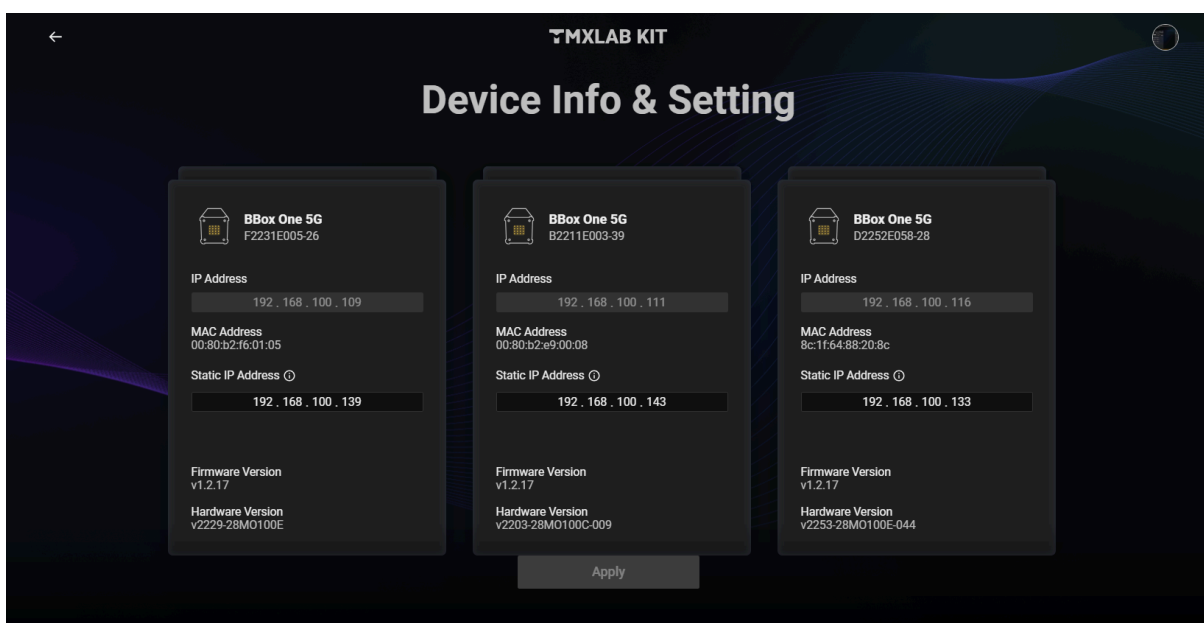 TMXLAB KIT
Device Info & Setting
BBox One 5G
F2231E005-26
IP Address
192 . 168 . 100 . 109
MAC Address
00:80:b2:f6:01:05
Static IP Address
192 . 168 . 100 . 139
Firmware Version
v1.2.17
Hardware Version
v2229-28MO100E
BBox One 5G
B2211E003-39
IP Address
192 . 168 . 100 . 111
MAC Address
00:80:b2:e9:00:08
Static IP Address
192 . 168 . 100 . 143
Firmware Version
v1.2.17
Hardware Version
v2203-28MO100C-009
BBox One 5G
D2252E058-28
IP Address
192 . 168 . 100 . 116
MAC Address
8c:1f:64:88:20:8c
Static IP Address
192 . 168 . 100 . 133
Firmware Version
v1.2.17
Hardware Version
v2253-28MO100E-044
Apply